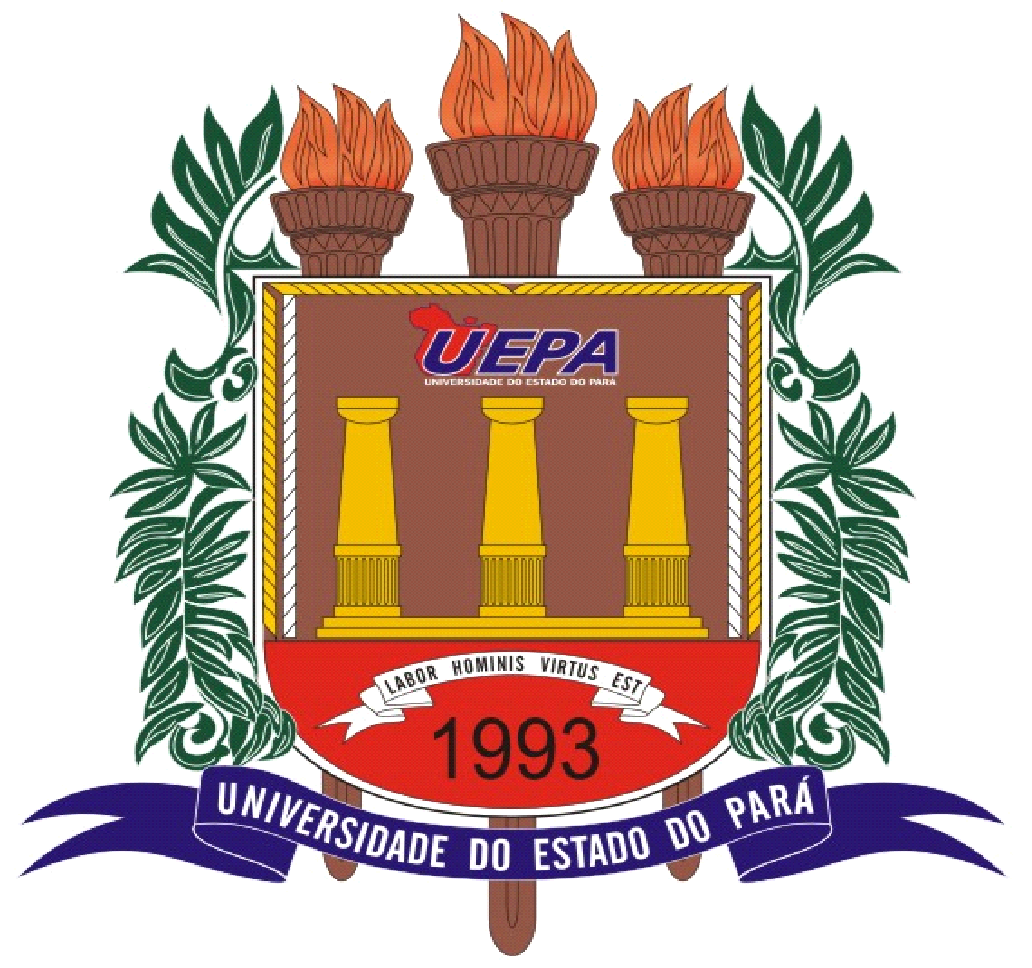 UEPA
UNIVERSIDADE DO ESTADO DO PARÁ
LABOR HOMINIS VIRTUS EST
1993
UNIVERSIDADE DO ESTADO DO PARÁ